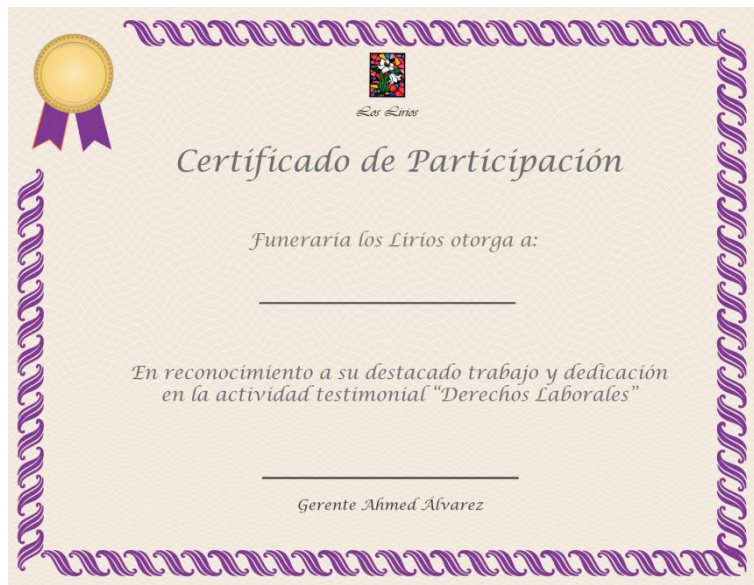 Los Lirios
Certificado de Participación
Funeraria los Lirios otorga a:
En reconocimiento a su destacado trabajo y dedicación
en la actividad testimonial “Derechos Laborales”
Gerente Ahmed Álvarez